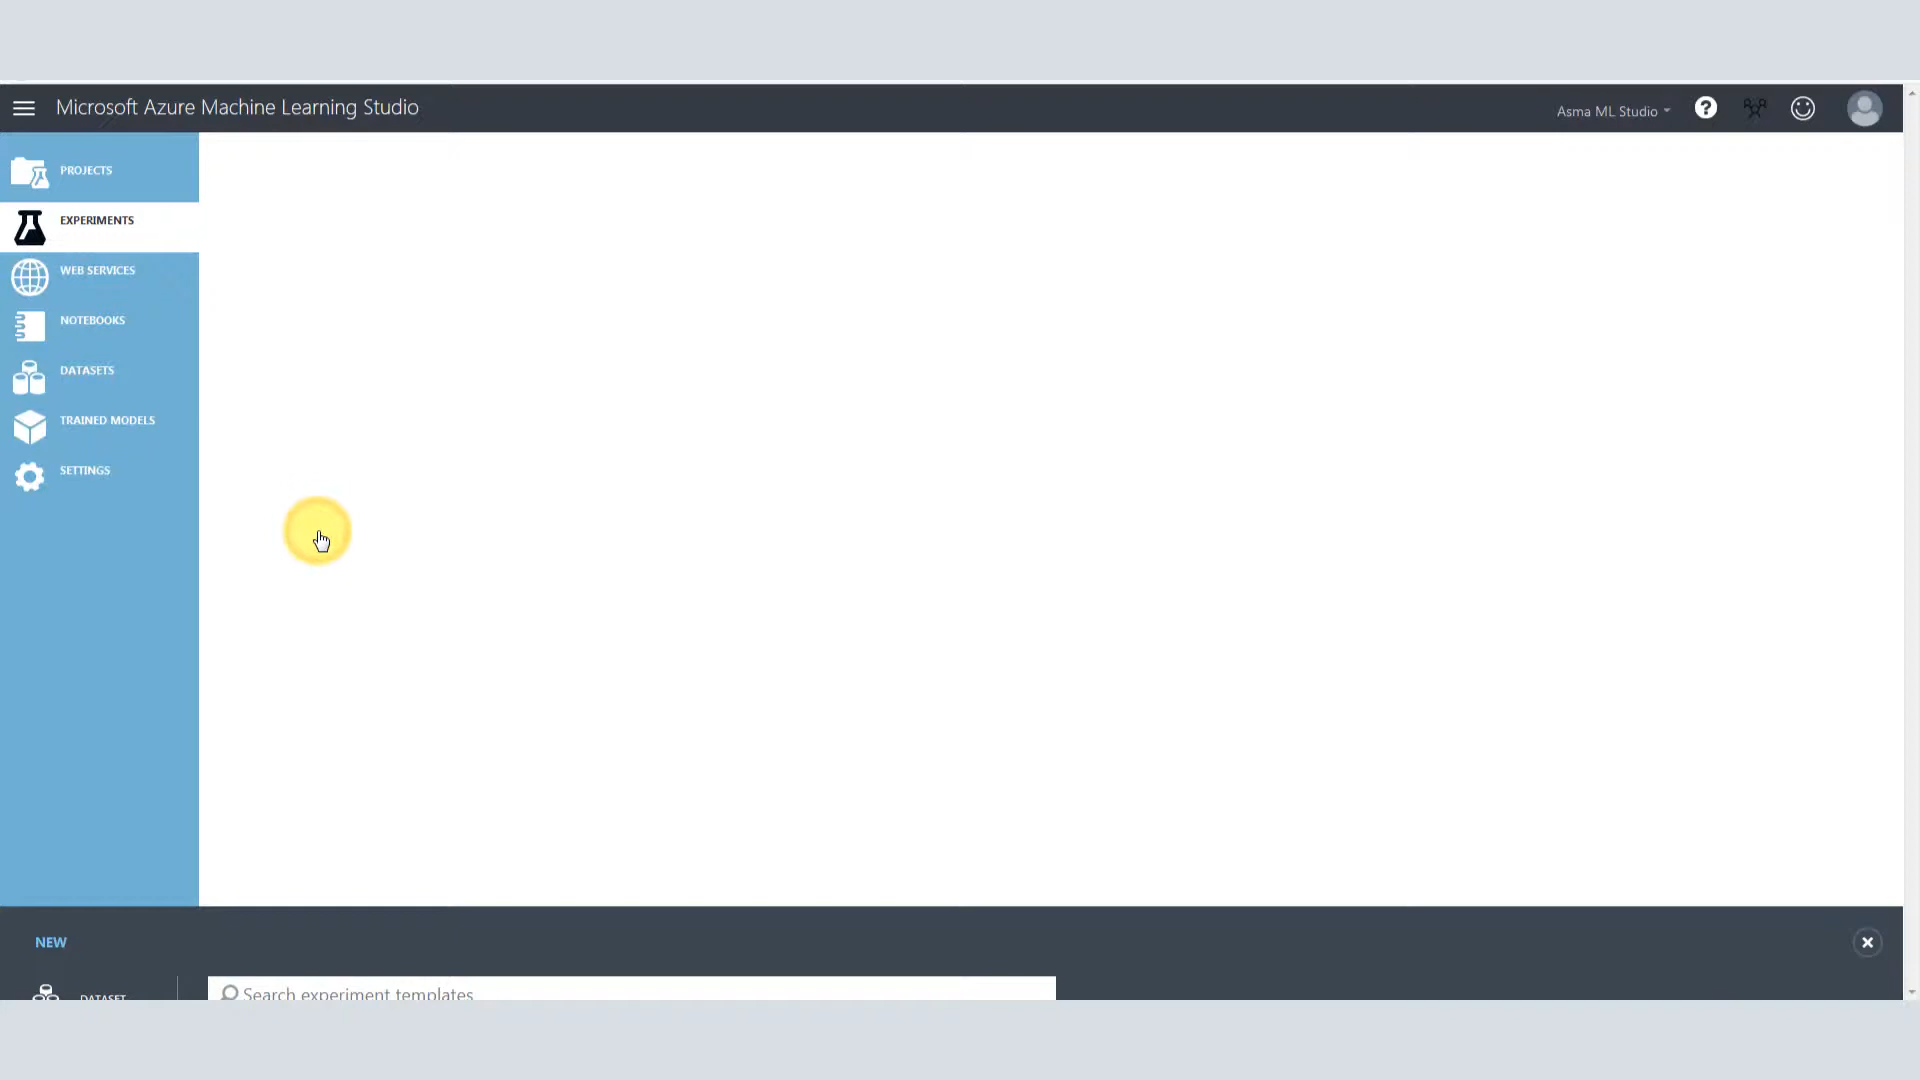 Microsoft Azure Machine Learning Studio
Asma ML Studio
PROJECTS
EXPERIMENTS
WEB SERVICES
NOTEBOOKS
DATASETS
TRAINED MODELS
SETTINGS
NEW
DATASET
Search experiment templates